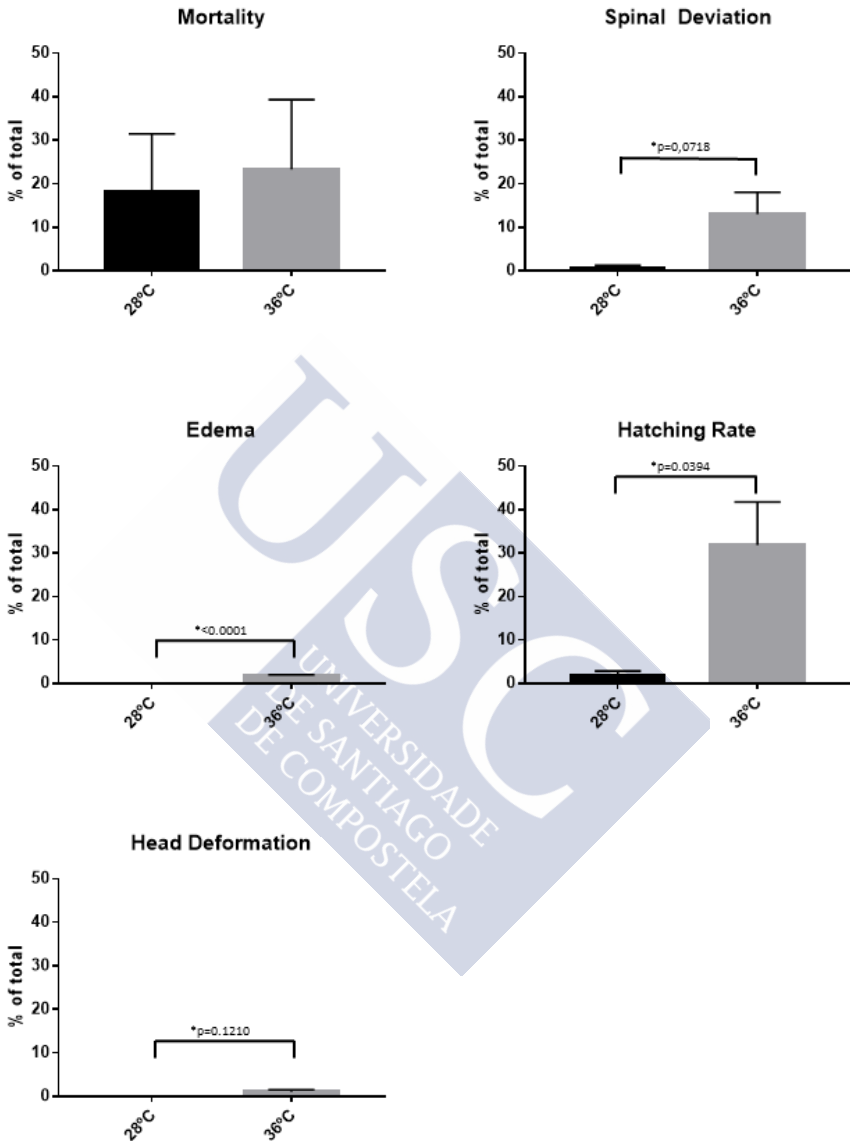 Mortality
% of total
50
40
30
20
10
0
28ºC
36ºC
Spinal Deviation
% of total
50
40
30
20
10
0
*p=0,0718
28ºC
36ºC
Edema
% of total
50
40
30
20
10
0
*<0.0001
28ºC
36ºC
Hatching Rate
% of total
50
40
30
20
10
0
*p=0.0394
28ºC
36ºC
Head Deformation
% of total
50
40
30
20
10
0
*p=0.1210
28ºC
36ºC
USC
UNIVERSIDADE
DE SANTIAGO
DE COMPOSTELA